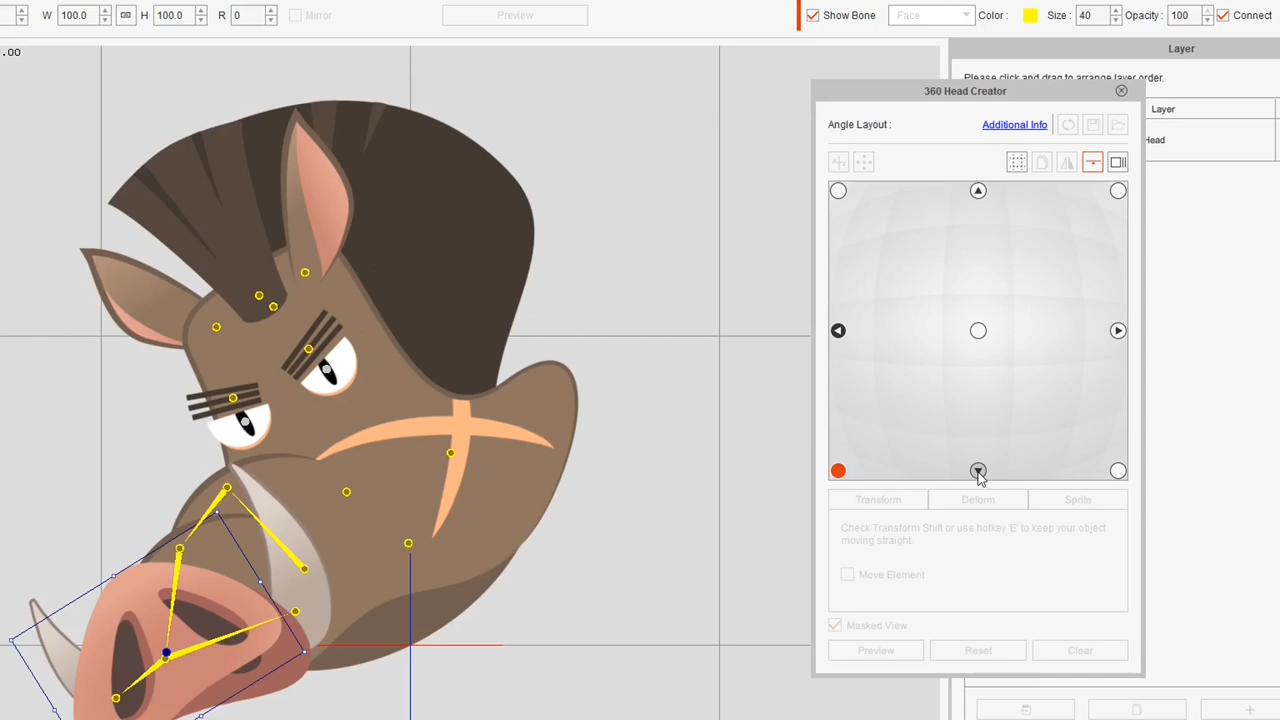 W 100.0 H 100.0 R 0 Mirror Preview Show Bone Face Color : Size : 40 Opacity : 100 Connect
.00
Layer
Please click and drag to arrange layer order.
360 Head Creator
Layer
Angle Layout : Additional Info
Head
Transform Deform Sprite
Check Transform Shift or use hotkey 'E' to keep your object
moving straight.
Move Element
Masked View
Preview Reset Clear